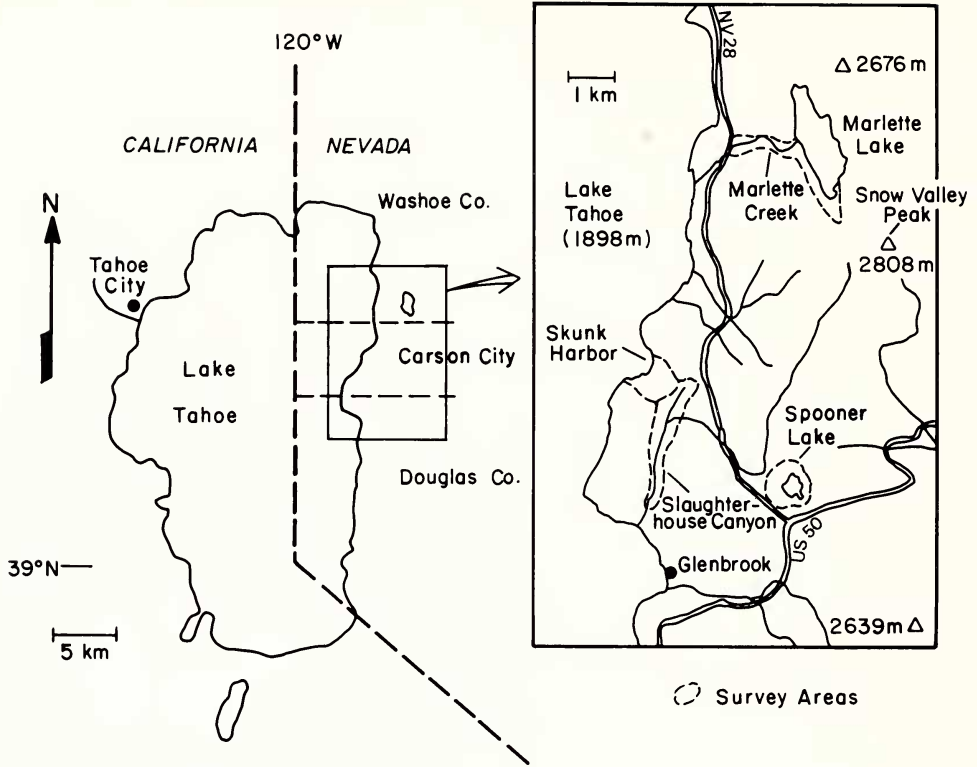 120° W
CALIFORNIA
NEVADA
N
Washoe Co.
Tahoe
City
Lake
Tahoe
Carson City
Douglas Co.
39°N
5 km
NV 28
1 km
2676 m
Marlette
Lake
Lake
Tahoe
(1898m)
Marlette
Creek
Snow Valley
Peak
2808 m
Skunk
Harbor
Spooner
Lake
Slaughter-
house Canyon
US 50
Glenbrook
2639m
Survey Areas